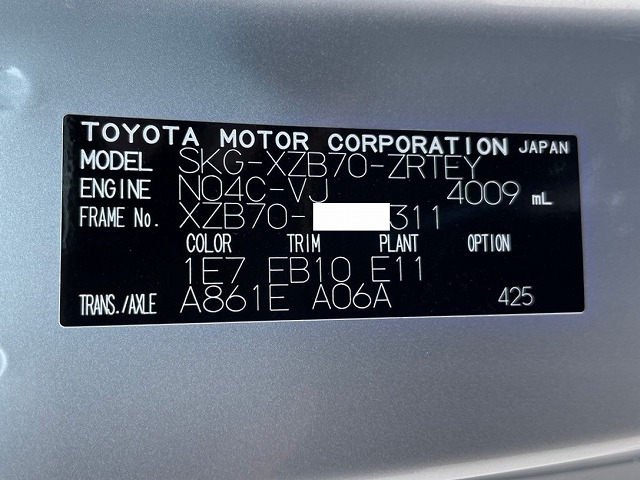 TOYOTA MOTOR CORPORATION JAPAN
MODEL SKG-XZB70-ZRTEY
ENGINE N04C-VJ 4009 mL
FRAME No. XZB70- 311
COLOR TRIM PLANT OPTION
1E7 FB10 E11
TRANS./AXLE A861E A06A 425